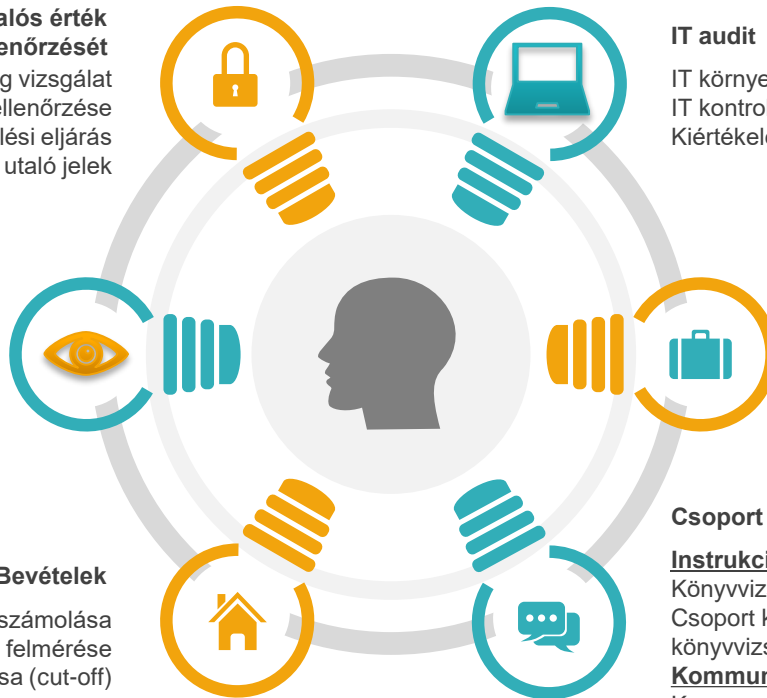 alós érték
enőrzését
g vizsgálat
ellenőrzése
lési eljárás
utaló jelek
IT audit
IT környe
IT kontro
Kiértékel
Bevételek
számolása
felmérése
sa (cut-off)
Csoport
Instrukci
Könyvviz
Csoport k
könyvvizs
Kommun